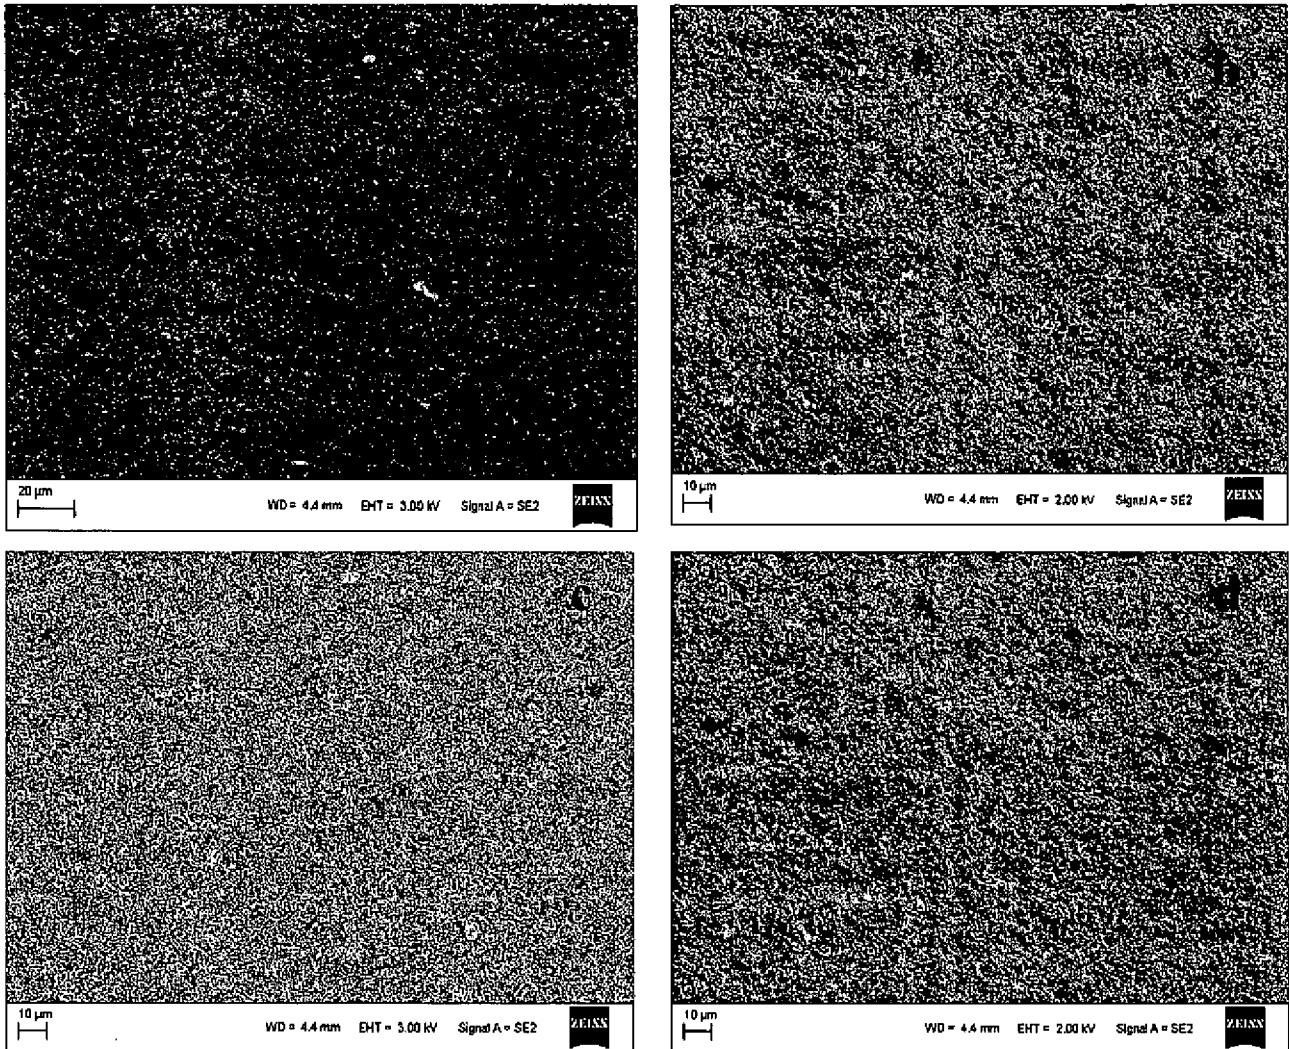 20 µm
WD = 4.4 mm EHT = 3.00 kV Signal A = SE2 ZEISS
b
10 µm
WD = 4.4 mm EHT = 2.00 kV Signal A = SE2 ZEISS
c
10 µm
WD = 4.4 mm EHT = 3.00 kV Signal A = SE2 ZEISS
d
10 µm
WD = 4.4 mm EHT = 2.00 kV Signal A = SE2 ZEISS